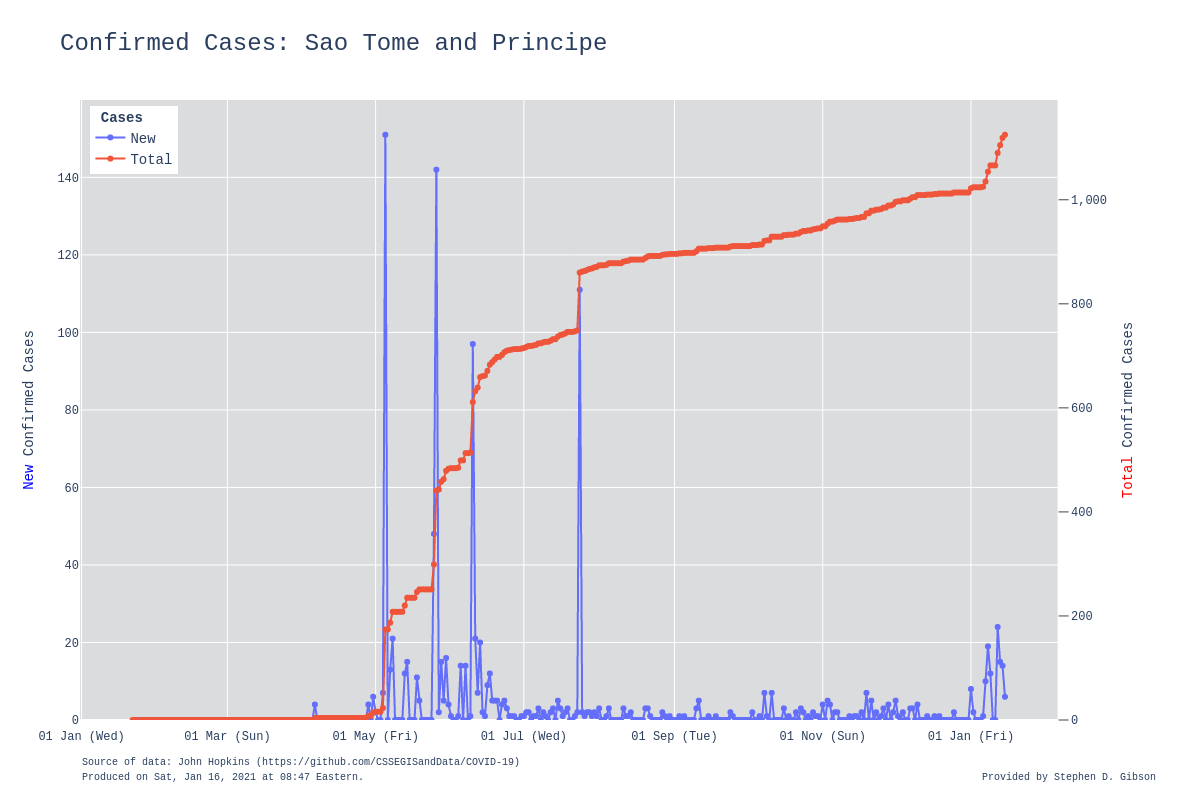 Confirmed Cases: Sao Tome and Principe
Cases
New
Total
140
120
100
80
60
40
20
0
1,000
800
600
400
200
0
New Confirmed Cases
Total Confirmed Cases
01 Jan (Wed)
01 Mar (Sun)
01 May (Fri)
01 Jul (Wed)
01 Sep (Tue)
01 Nov (Sun)
01 Jan (Fri)
Source of data: John Hopkins (https://github.com/CSSEGISandData/COVID-19)
Produced on Sat, Jan 16, 2021 at 08:47 Eastern.
Provided by Stephen D. Gibson